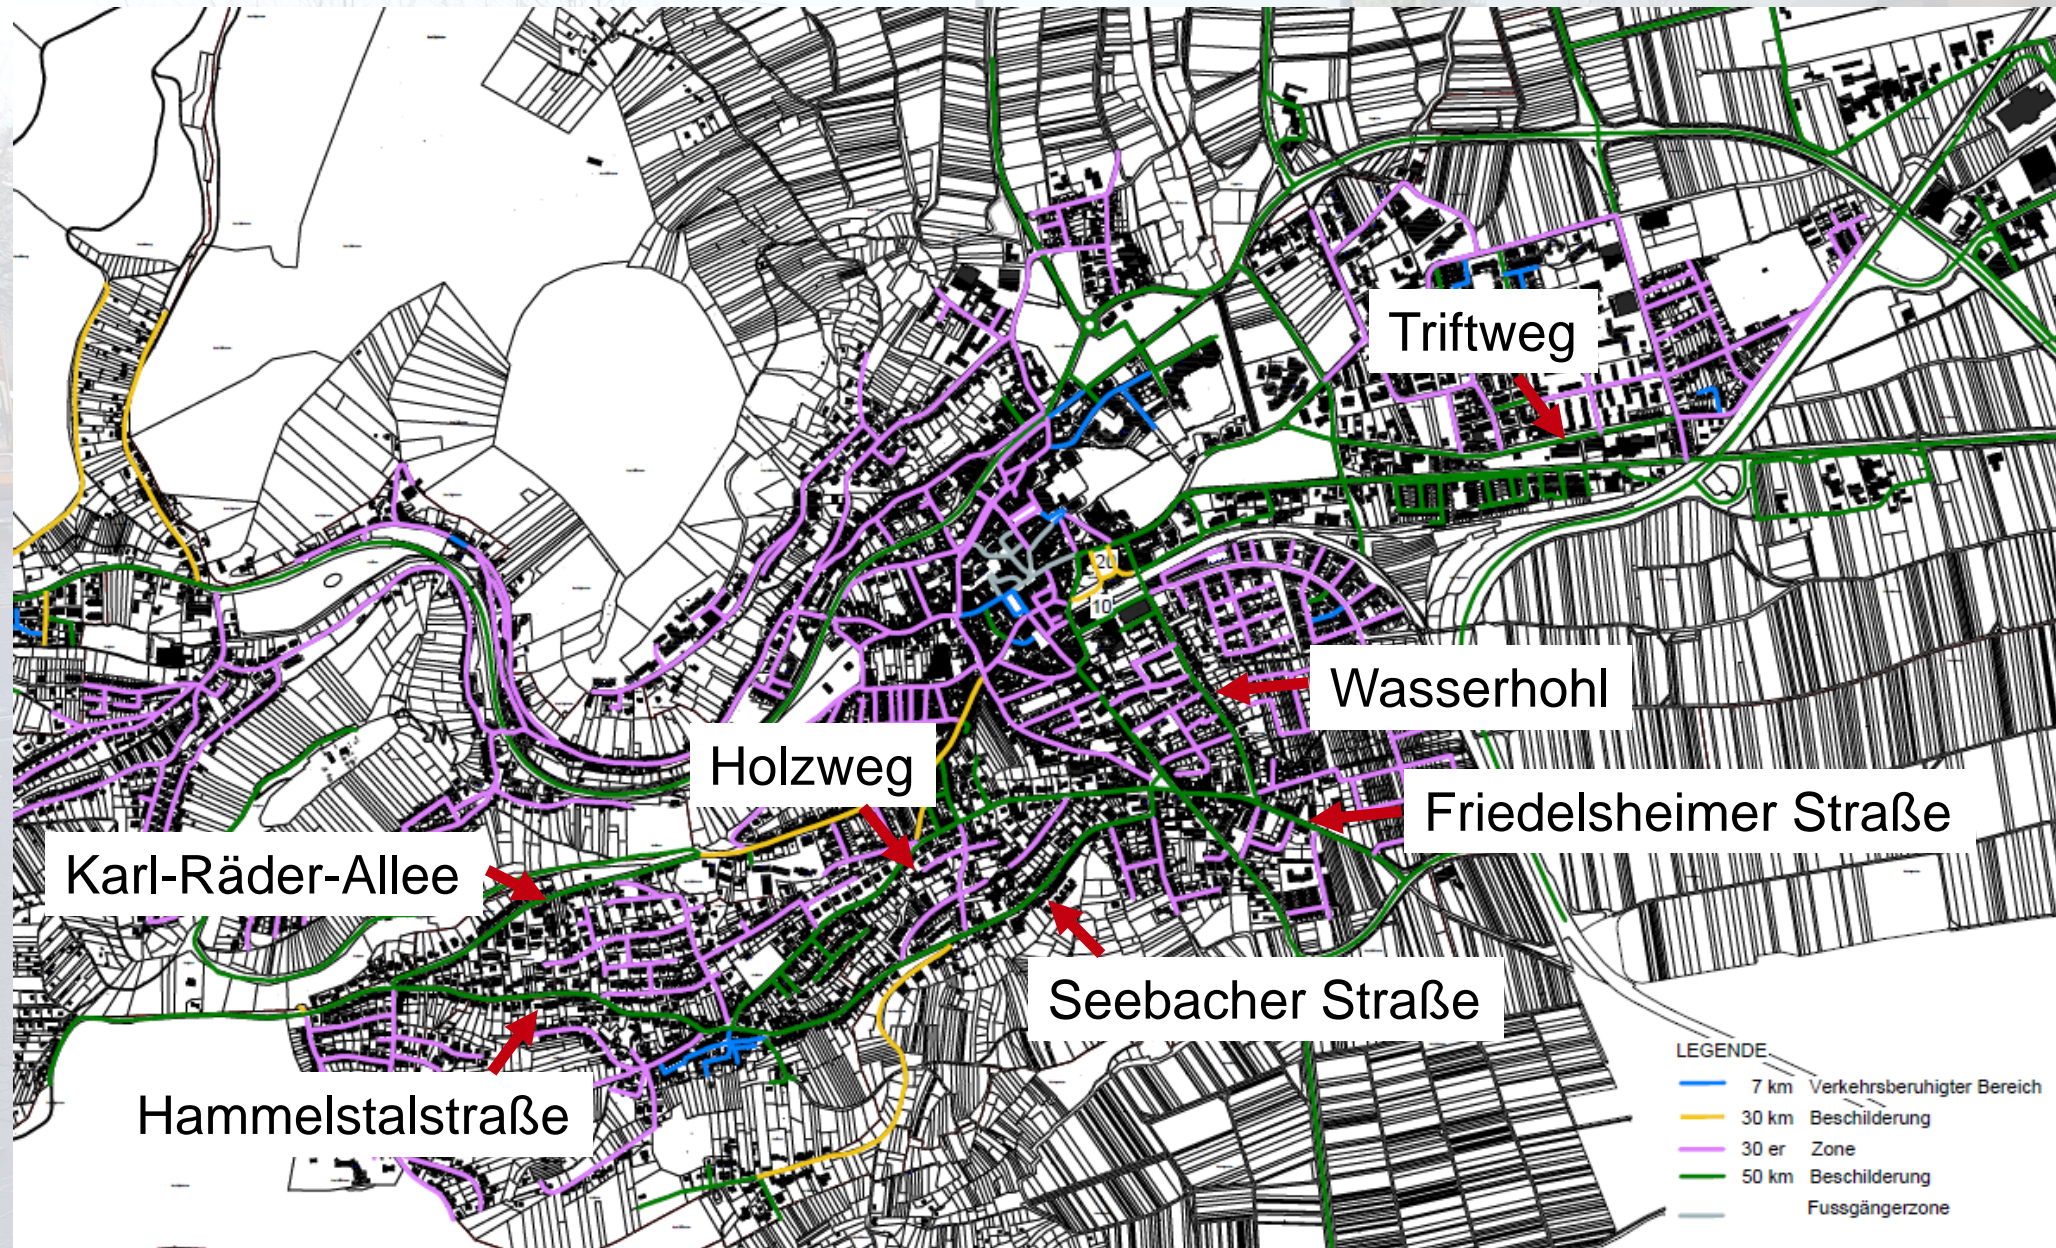 Triftweg
20
10
Wasserhohl
Holzweg
Friedelsheimer Straße
Karl-Räder-Allee
Seebacher Straße
Hammelstalstraße
LEGENDE
7 km Verkehrsberuhigter Bereich
30 km Beschilderung
30 er Zone
50 km Beschilderung
Fussgängerzone